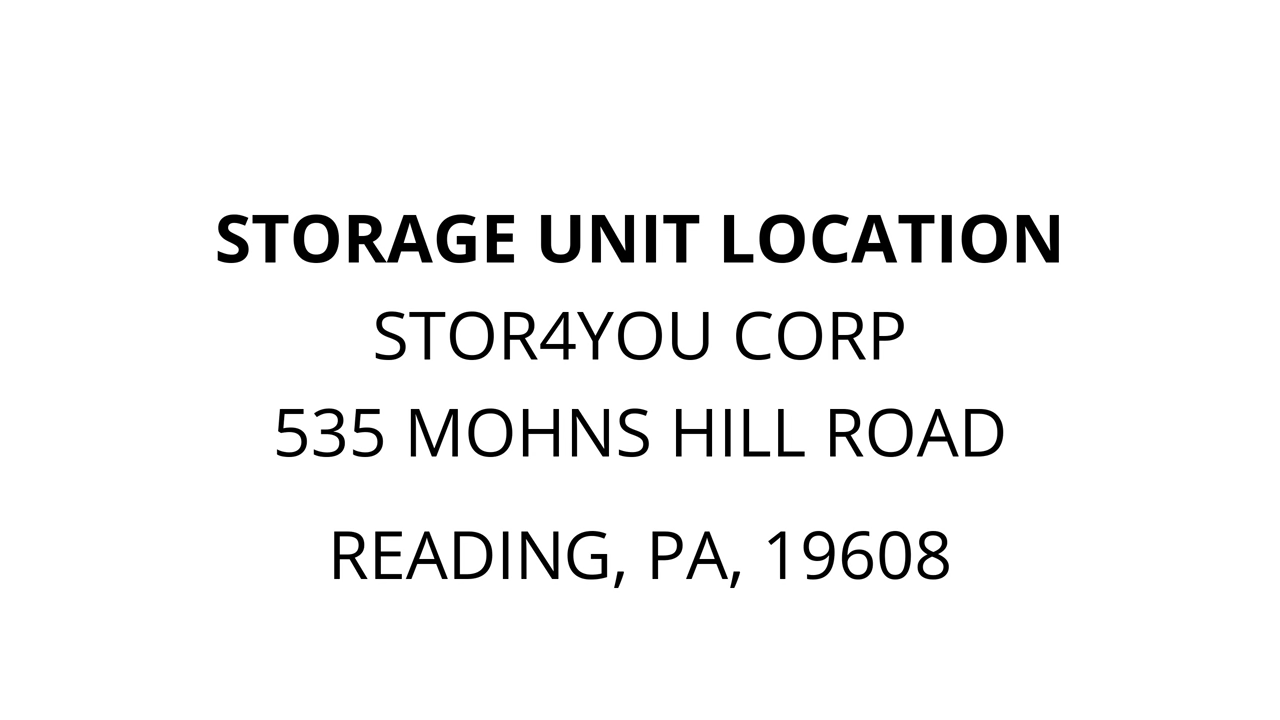 STORAGE UNIT LOCATION
STOR4YOU CORP
535 MOHNS HILL ROAD
READING, PA, 19608